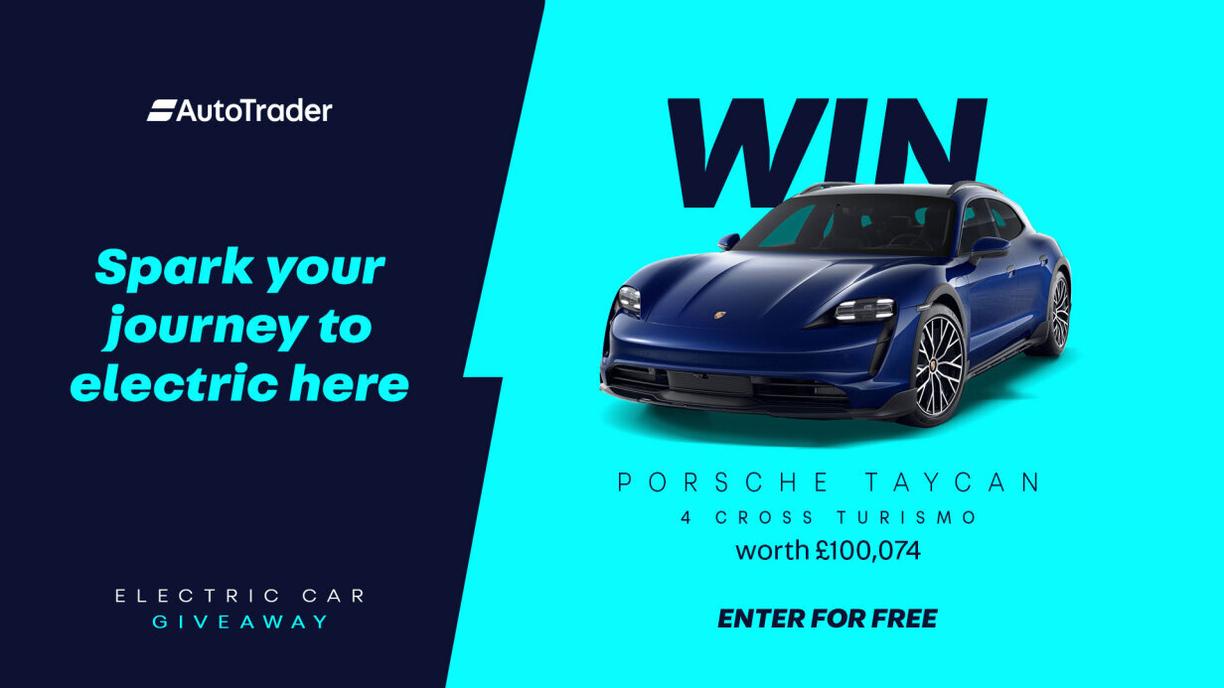 AutoTrader
Spark your
journey to
electric here
ELECTRIC CAR
GIVEAWAY
WIN
PORSCHE TAYCAN
4 CROSS TURISMO
worth £100,074
ENTER FOR FREE